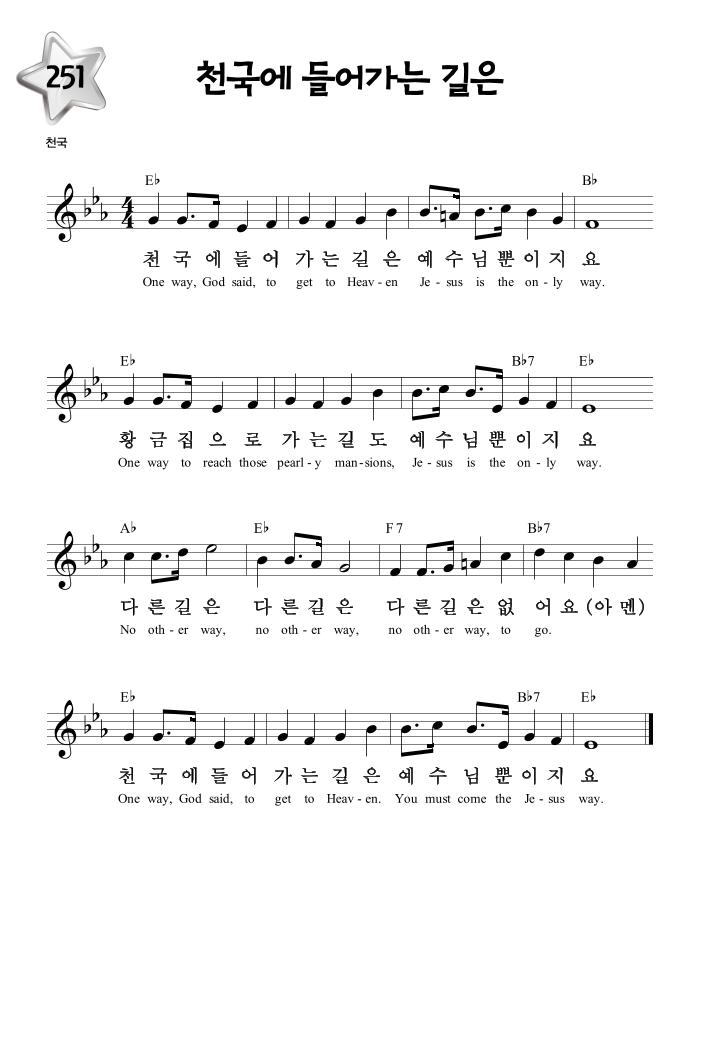 251
천국에 들어가는 길은
천국
E♭ B♭
천 국 에 들 어 가 는 길 은 예 수 님 뿐 이 지 요
One way, God said, to get to Heav - en Je - sus is the on - ly way.
E♭ B♭7 E♭
황 금 집 으 로 가 는 길 도 예 수 님 뿐 이 지 요
One way to reach those pearl - y man - sions, Je - sus is the on - ly way.
A♭ E♭ F 7 B♭7
다 른 길 은 다 른 길 은 다 른 길 은 없 어 요 (아 멘)
No oth - er way, no oth - er way, no oth - er way, to go.
E♭ B♭7 E♭
천 국 에 들 어 가 는 길 은 예 수 님 뿐 이 지 요
One way, God said, to get to Heav - en. You must come the Je - sus way.